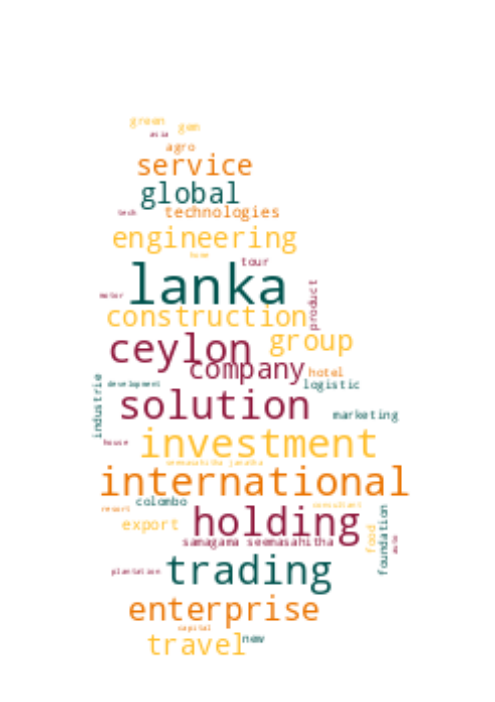 green
gem
asia
agro
service
global
tech
technologies
engineering
home
tour
lanka
motor
product
construction
group
ceylon
company
hotel
industrie
development
logistic
solution
marketing
house
investment
seemasahitha janatha
international
resort
colombo
consultant
export
holding
food
foundation
auto
samagama seemasahitha
plantation
trading
enterprise
capital
travel
new